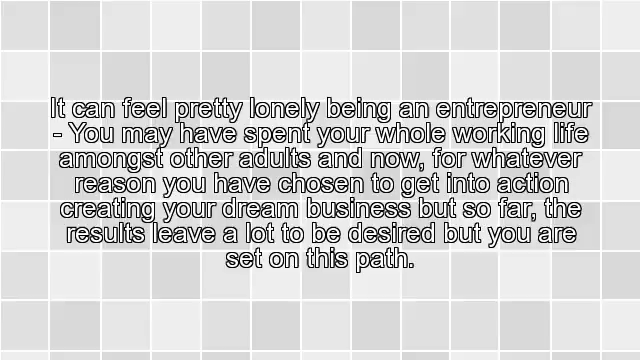 It can feel pretty lonely being an entrepreneur
- You may have spent your whole working life
amongst other adults and now, for whatever
reason you have chosen to get into action
creating your dream business but so far, the
results leave a lot to be desired but you are
set on this path.